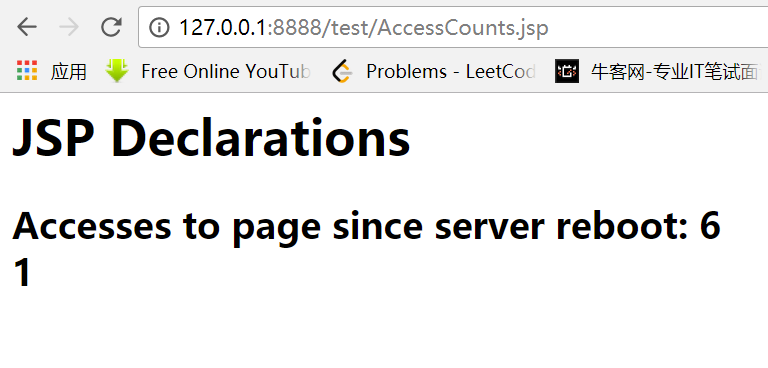 127.0.0.1:8888/test/AccessCounts.jsp
应用 Free Online YouTub Problems - LeetCod 牛客网-专业IT笔试面
JSP Declarations
Accesses to page since server reboot: 6
1